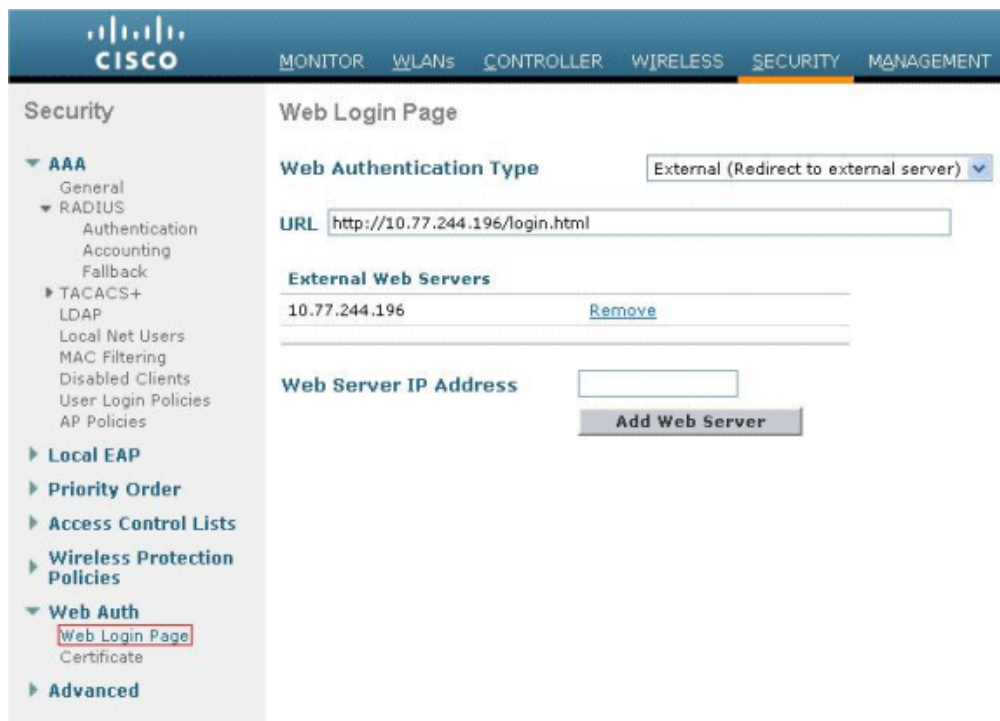 CISCO
MONITOR WLANs CONTROLLER WIRELESS SECURITY MANAGEMENT
Security
AAA
General
RADIUS
Authentication
Accounting
Fallback
TACACS+
LDAP
Local Net Users
MAC Filtering
Disabled Clients
User Login Policies
AP Policies
Local EAP
Priority Order
Access Control Lists
Wireless Protection
Policies
Web Auth
Web Login Page
Certificate
Advanced
Web Login Page
Web Authentication Type External (Redirect to external server)
URL http://10.77.244.196/login.html
External Web Servers
10.77.244.196 Remove
Web Server IP Address
Add Web Server